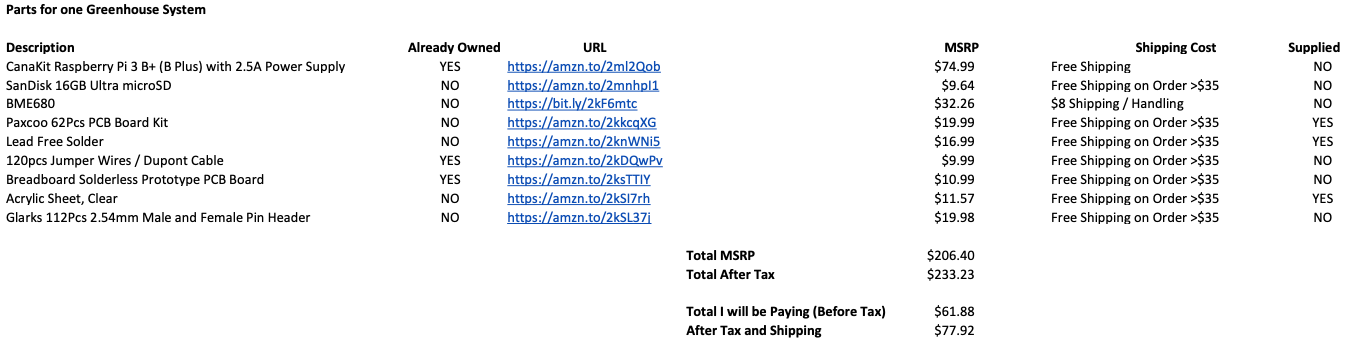 Parts for one Greenhouse System
Description Already Owned URL MSRP Shipping Cost Supplied
CanaKit Raspberry Pi 3 B+ (B Plus) with 2.5A Power Supply YES https://amzn.to/2ml2Qob $74.99 Free Shipping NO
SanDisk 16GB Ultra microSD NO https://amzn.to/2mnhpI1 $9.64 Free Shipping on Order >$35 NO
BME680 NO https://bit.ly/2kF6mtc $32.26 $8 Shipping / Handling NO
Paxcoo 62Pcs PCB Board Kit NO https://amzn.to/2kkcqXG $19.99 Free Shipping on Order >$35 YES
Lead Free Solder NO https://amzn.to/2knWNi5 $16.99 Free Shipping on Order >$35 YES
120pcs Jumper Wires / Dupont Cable YES https://amzn.to/2kDQwPv $9.99 Free Shipping on Order >$35 NO
Breadboard Solderless Prototype PCB Board YES https://amzn.to/2ksTTIY $10.99 Free Shipping on Order >$35 NO
Acrylic Sheet, Clear NO https://amzn.to/2kSI7rh $11.57 Free Shipping on Order >$35 YES
Glarks 112Pcs 2.54mm Male and Female Pin Header NO https://amzn.to/2kSL37j $19.98 Free Shipping on Order >$35 NO
Total MSRP $206.40
Total After Tax $233.23
Total I will be Paying (Before Tax) $61.88
After Tax and Shipping $77.92